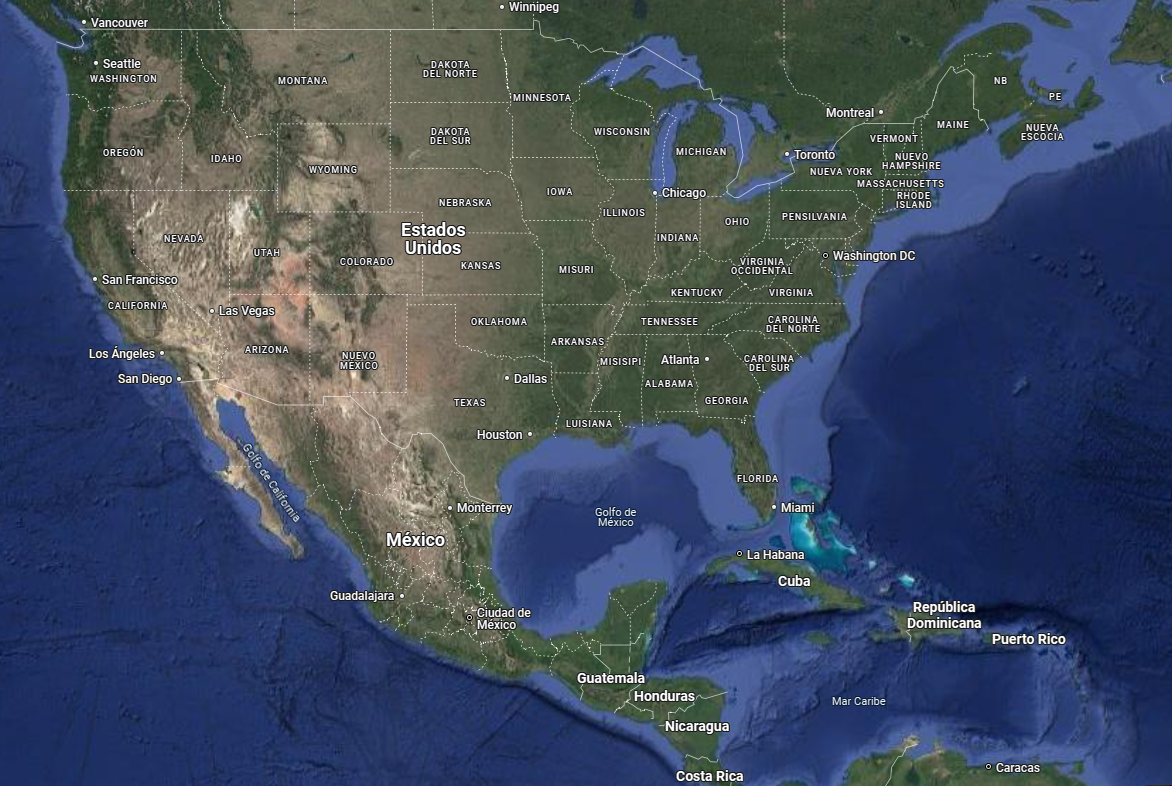 Winnipeg
Vancouver
Seattle
WASHINGTON
MONTANA
DAKOTA
DEL NORTE
MINNESOTA
NB
PE
Montreal
MAINE
NUEVA
ESCOCIA
OREGÓN
IDAHO
WYOMING
DAKOTA
DEL SUR
WISCONSIN
MICHIGAN
Toronto
VERMONT
NUEVO
HAMPSHIRE
NUEVA YORK
MASSACHUSETTS
RHODE
ISLAND
NEBRASKA
IOWA
Chicago
ILLINOIS
INDIANA
OHIO
PENSILVANIA
NEVADA
UTAH
COLORADO
Estados
Unidos
KANSAS
MISURI
VIRGINIA
OCCIDENTAL
Washington DC
San Francisco
CALIFORNIA
Las Vegas
KENTUCKY
VIRGINIA
OKLAHOMA
TENNESSEE
CAROLINA
DEL NORTE
Los Ángeles
ARIZONA
NUEVO
MÉXICO
ARKANSAS
MISISIPI
Atlanta
CAROLINA
DEL SUR
San Diego
Dallas
ALABAMA
TEXAS
GEORGIA
LUISIANA
Houston
Golfo de California
FLORIDA
Monterrey
Golfo de
México
Miami
México
La Habana
Cuba
Guadalajara
Ciudad de
México
República
Dominicana
Puerto Rico
Guatemala
Honduras
Mar Caribe
Nicaragua
Costa Rica
Caracas